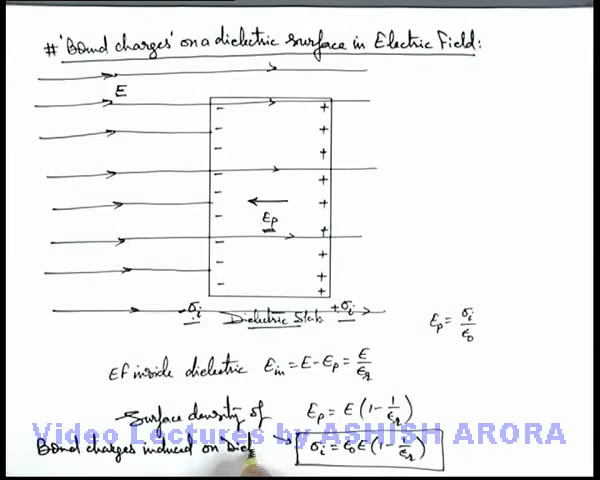 # 'Bond charges' on a dielectric surface in Electric Field:
E
- +
- +
- +
- +
- +
Ep
- +
- +
- +
- +
+
-σi Dielectric Slab +σi
Ep = σi/ε0
EF inside dielectric Ein = E - Ep = E/εr
Surface density of Ep = E(1 - 1/εr)
Video Lectures by ASHISH ARORA
Bond charges induced on Diel → σi = ε0E(1 - 1/εr)